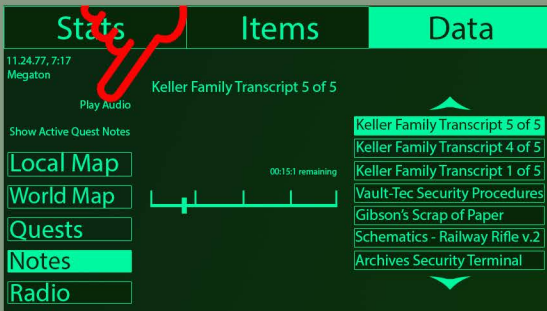 Stats
Items
Data
11.24.77, 7:17
Megaton
Play Audio
Show Active Quest Notes
Local Map
World Map
Quests
Notes
Radio
Keller Family Transcript 5 of 5
00:15:1 remaining
Keller Family Transcript 5 of 5
Keller Family Transcript 4 of 5
Keller Family Transcript 1 of 5
Vault-Tec Security Procedures
Gibson's Scrap of Paper
Schematics - Railway Rifle v.2
Archives Security Terminal